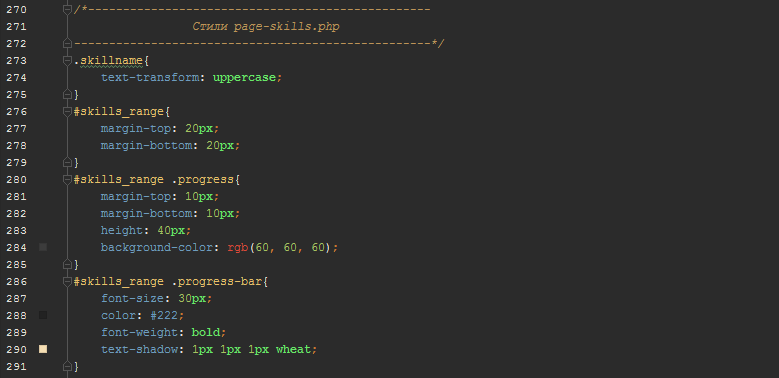 270 /*----------------------------------------------
271 Стили page-skills.php
272 ------------------------------------------------*/
273 .skillname{
274 text-transform: uppercase;
275 }
276 #skills_range{
277 margin-top: 20px;
278 margin-bottom: 20px;
279 }
280 #skills_range .progress{
281 margin-top: 10px;
282 margin-bottom: 10px;
283 height: 40px;
284 background-color: rgb(60, 60, 60);
285 }
286 #skills_range .progress-bar{
287 font-size: 30px;
288 color: #222;
289 font-weight: bold;
290 text-shadow: 1px 1px 1px wheat;
291 }